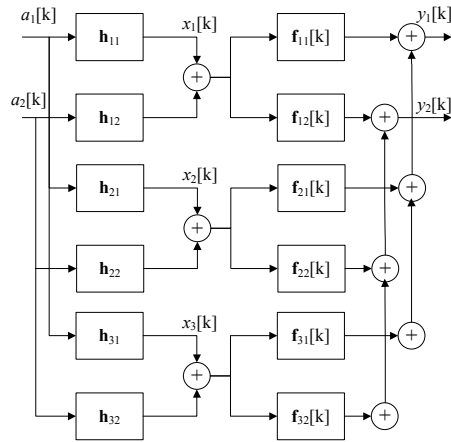 a₁[k] x₁[k] y₁[k]
h₁₁ f₁₁[k] +
+
a₂[k] y₂[k]
h₁₂ f₁₂[k] +
x₂[k]
h₂₁ f₂₁[k] +
+
h₂₂ f₂₂[k] +
x₃[k]
h₃₁ f₃₁[k] +
+
h₃₂ f₃₂[k] +